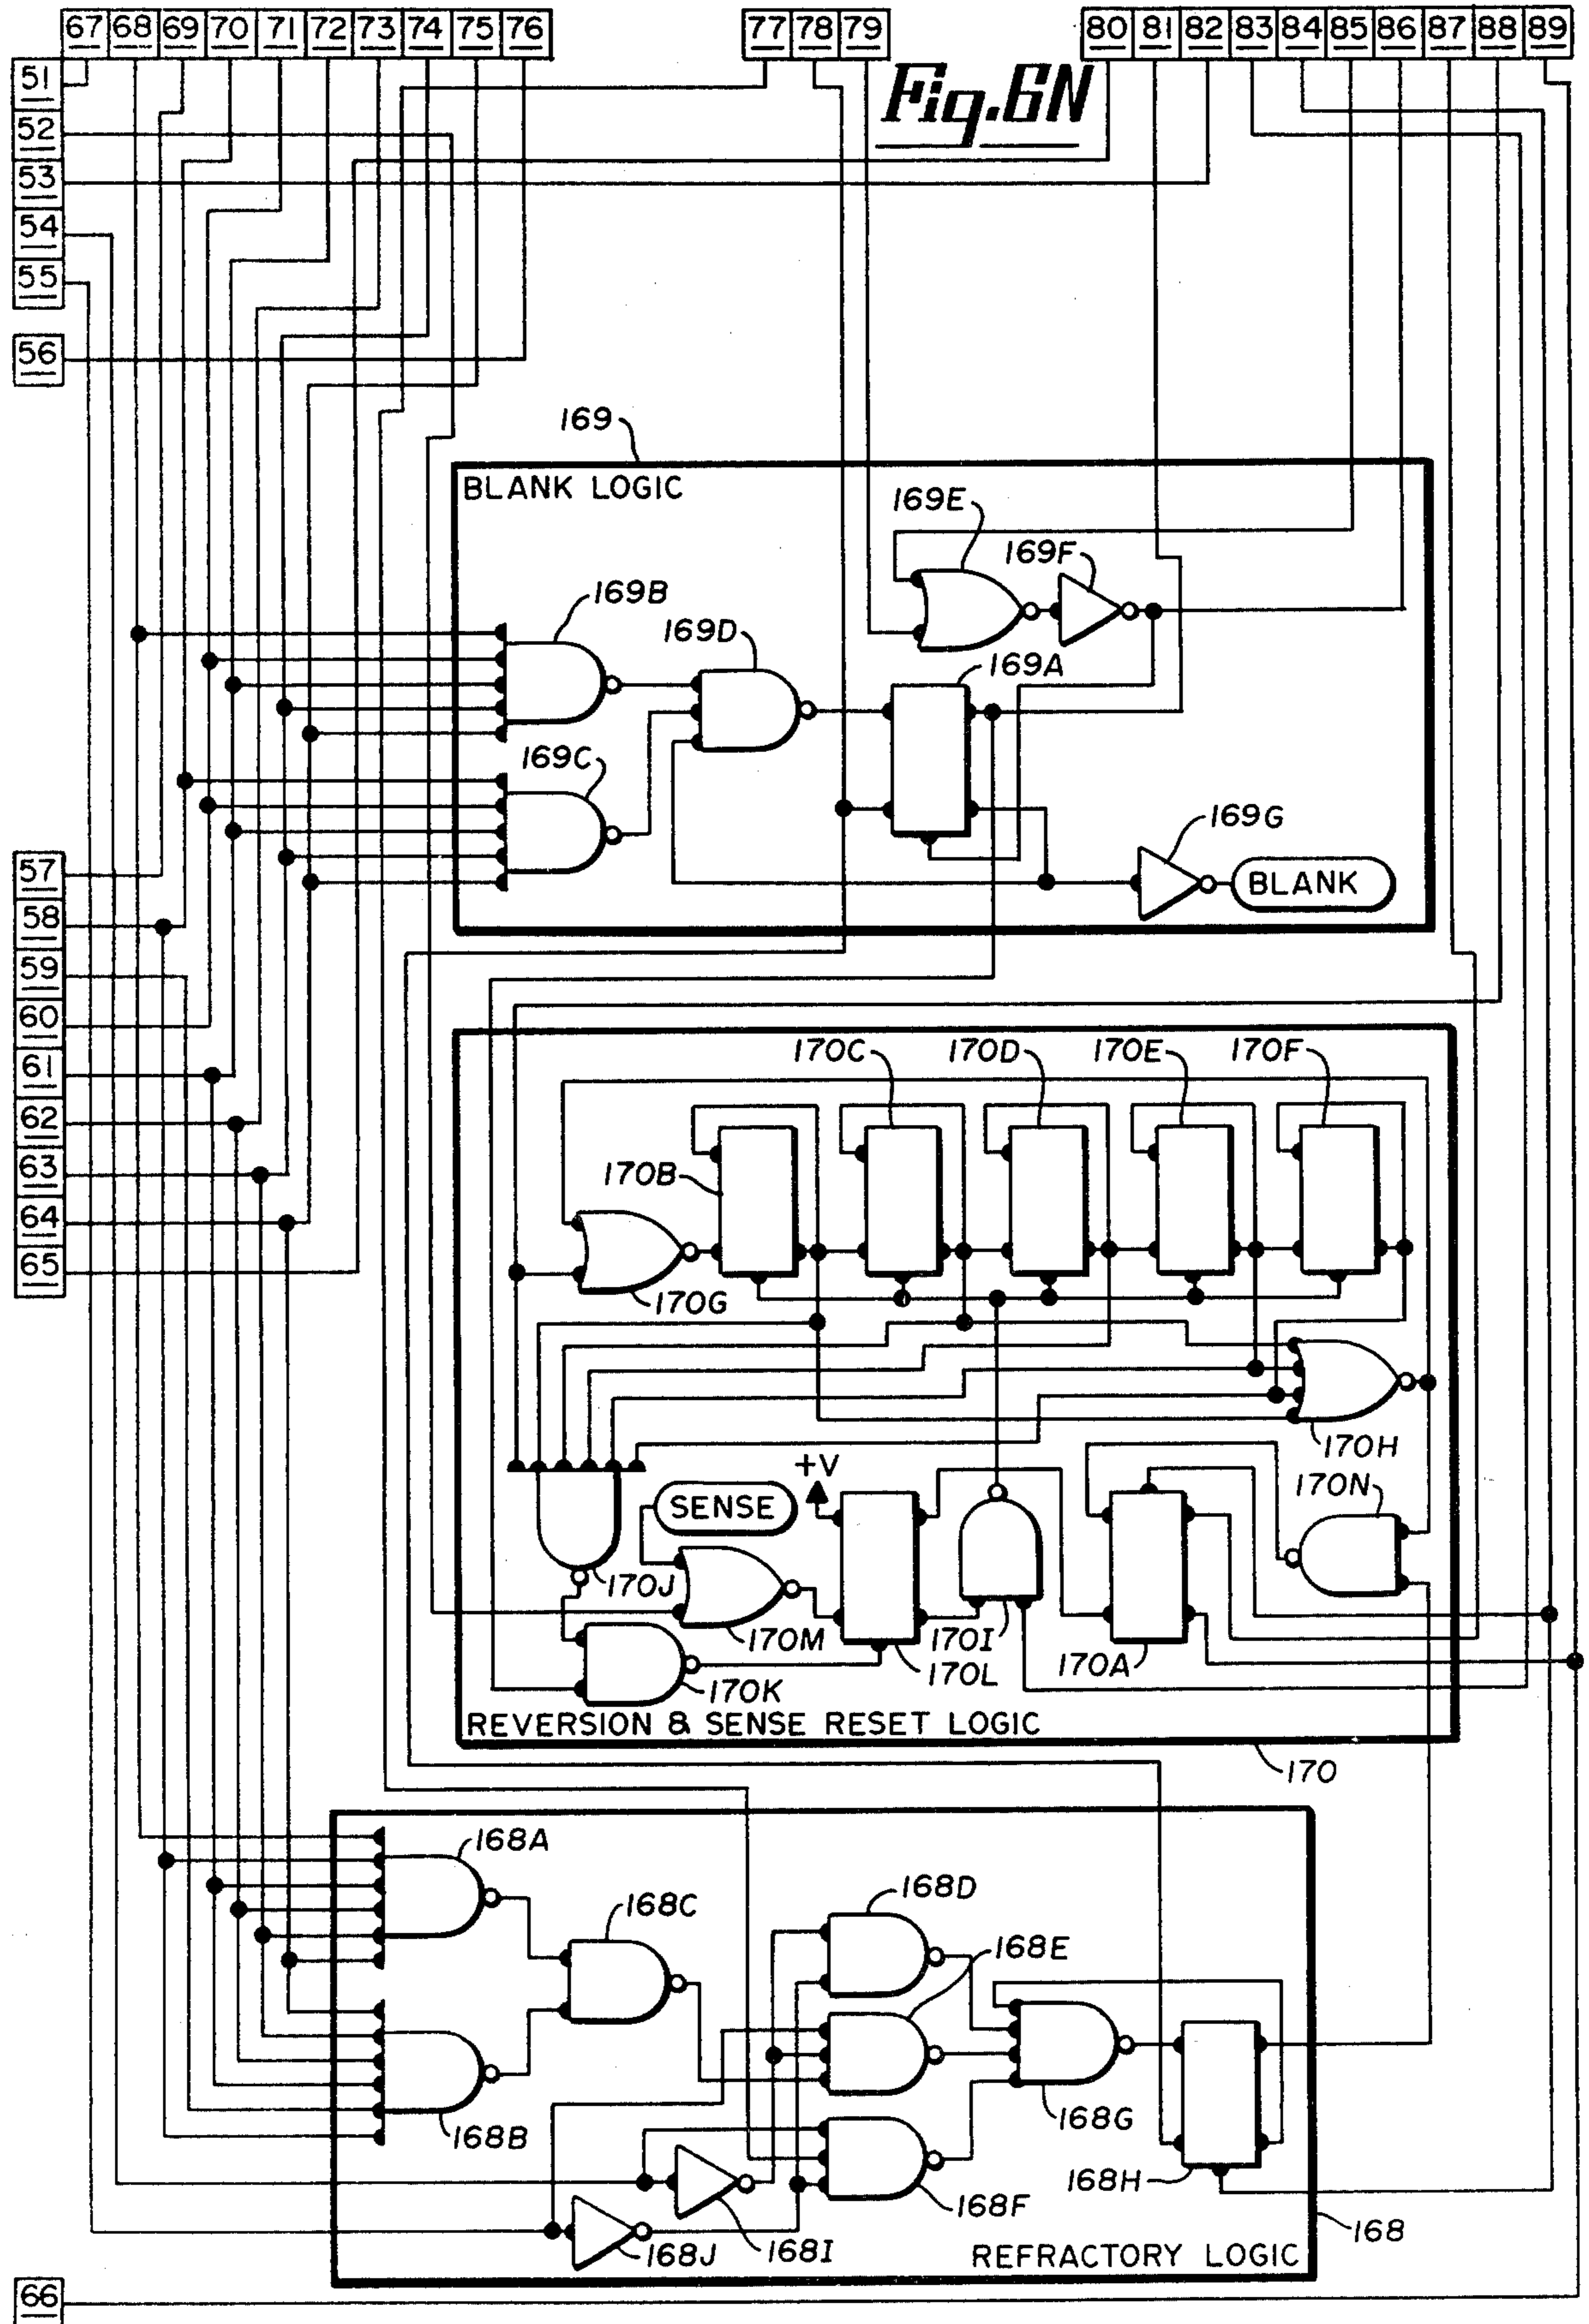 67 68 69 70 71 72 73 74 75 76 77 78 79 80 81 82 83 84 85 86 87 88 89
51
Fig. 6N
52
53
54
55
56
169
BLANK LOGIC
169E
169F
169B
169D
169A
169C
169G
BLANK
57
58
59
60
61
62
63
64
65
170C 170D 170E 170F
170B
170G
170H
+V
170N
SENSE
170J
170M 170I
170L 170A
170K
REVERSION & SENSE RESET LOGIC
170
168A
168D
168C
168E
168G
168B
168H
168F
168
168J 168I
REFRACTORY LOGIC
66